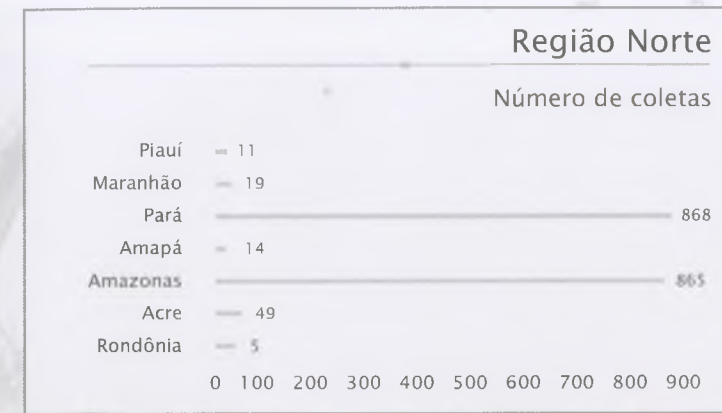 Região Norte
Número de coletas
Piauí 11
Maranhão 19
Pará 868
Amapá 14
Amazonas 865
Acre 49
Rondônia 5
0 100 200 300 400 500 600 700 800 900